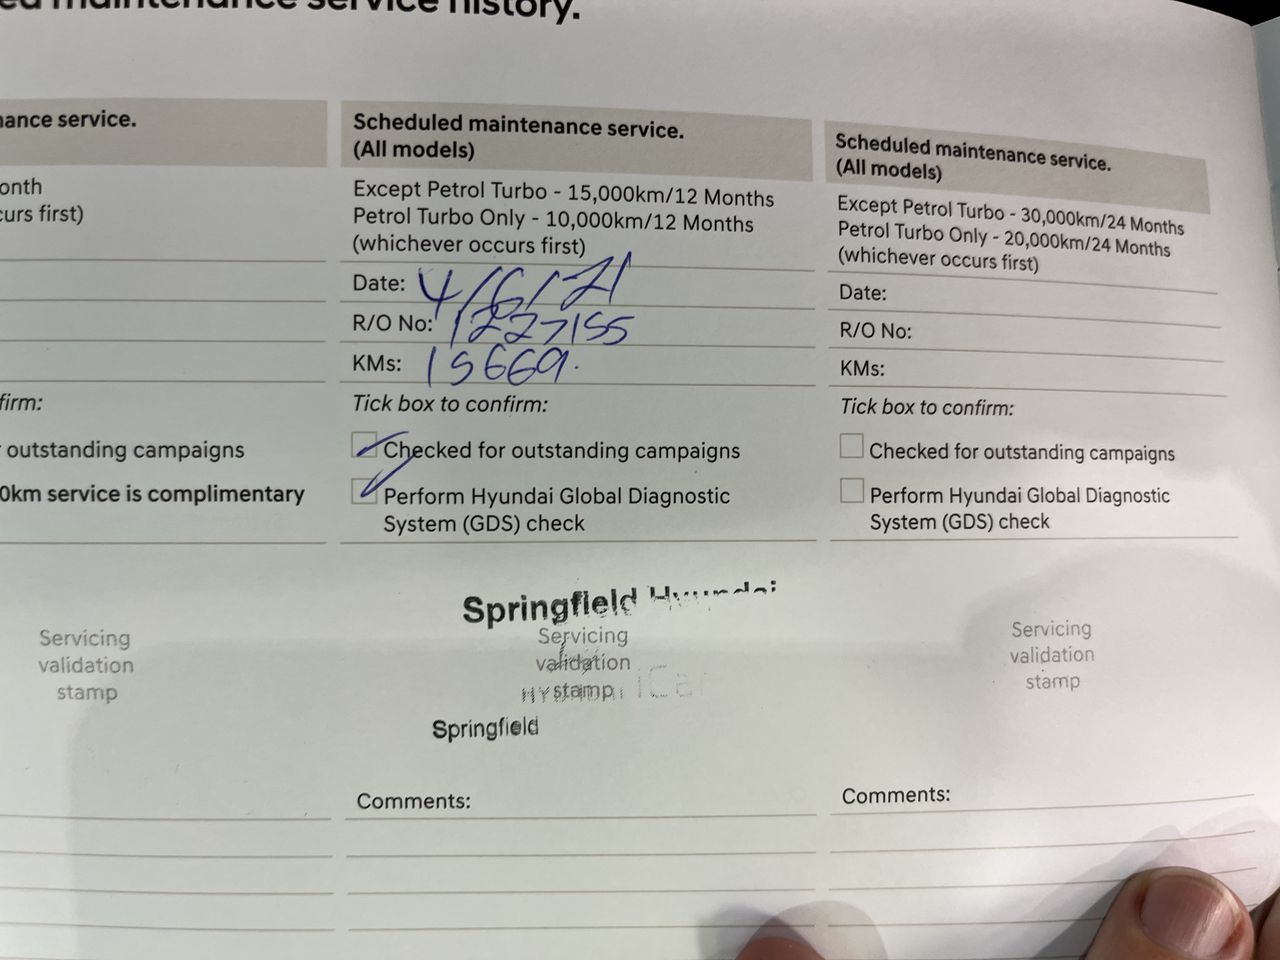 maintenance service history.
ance service.
onth
curs first)
firm:
outstanding campaigns
0km service is complimentary
Servicing
validation
stamp
Scheduled maintenance service.
(All models)
Except Petrol Turbo - 15,000km/12 Months
Petrol Turbo Only - 10,000km/12 Months
(whichever occurs first)
Date: 4/6/21
R/O No: 1227155
KMs: 15669.
Tick box to confirm:
Checked for outstanding campaigns
Perform Hyundai Global Diagnostic
System (GDS) check
Springfield Hyundai
Servicing
validation
stamp
Springfield
Comments:
Scheduled maintenance service.
(All models)
Except Petrol Turbo - 30,000km/24 Months
Petrol Turbo Only - 20,000km/24 Months
(whichever occurs first)
Date:
R/O No:
KMs:
Tick box to confirm:
Checked for outstanding campaigns
Perform Hyundai Global Diagnostic
System (GDS) check
Servicing
validation
stamp
Comments: